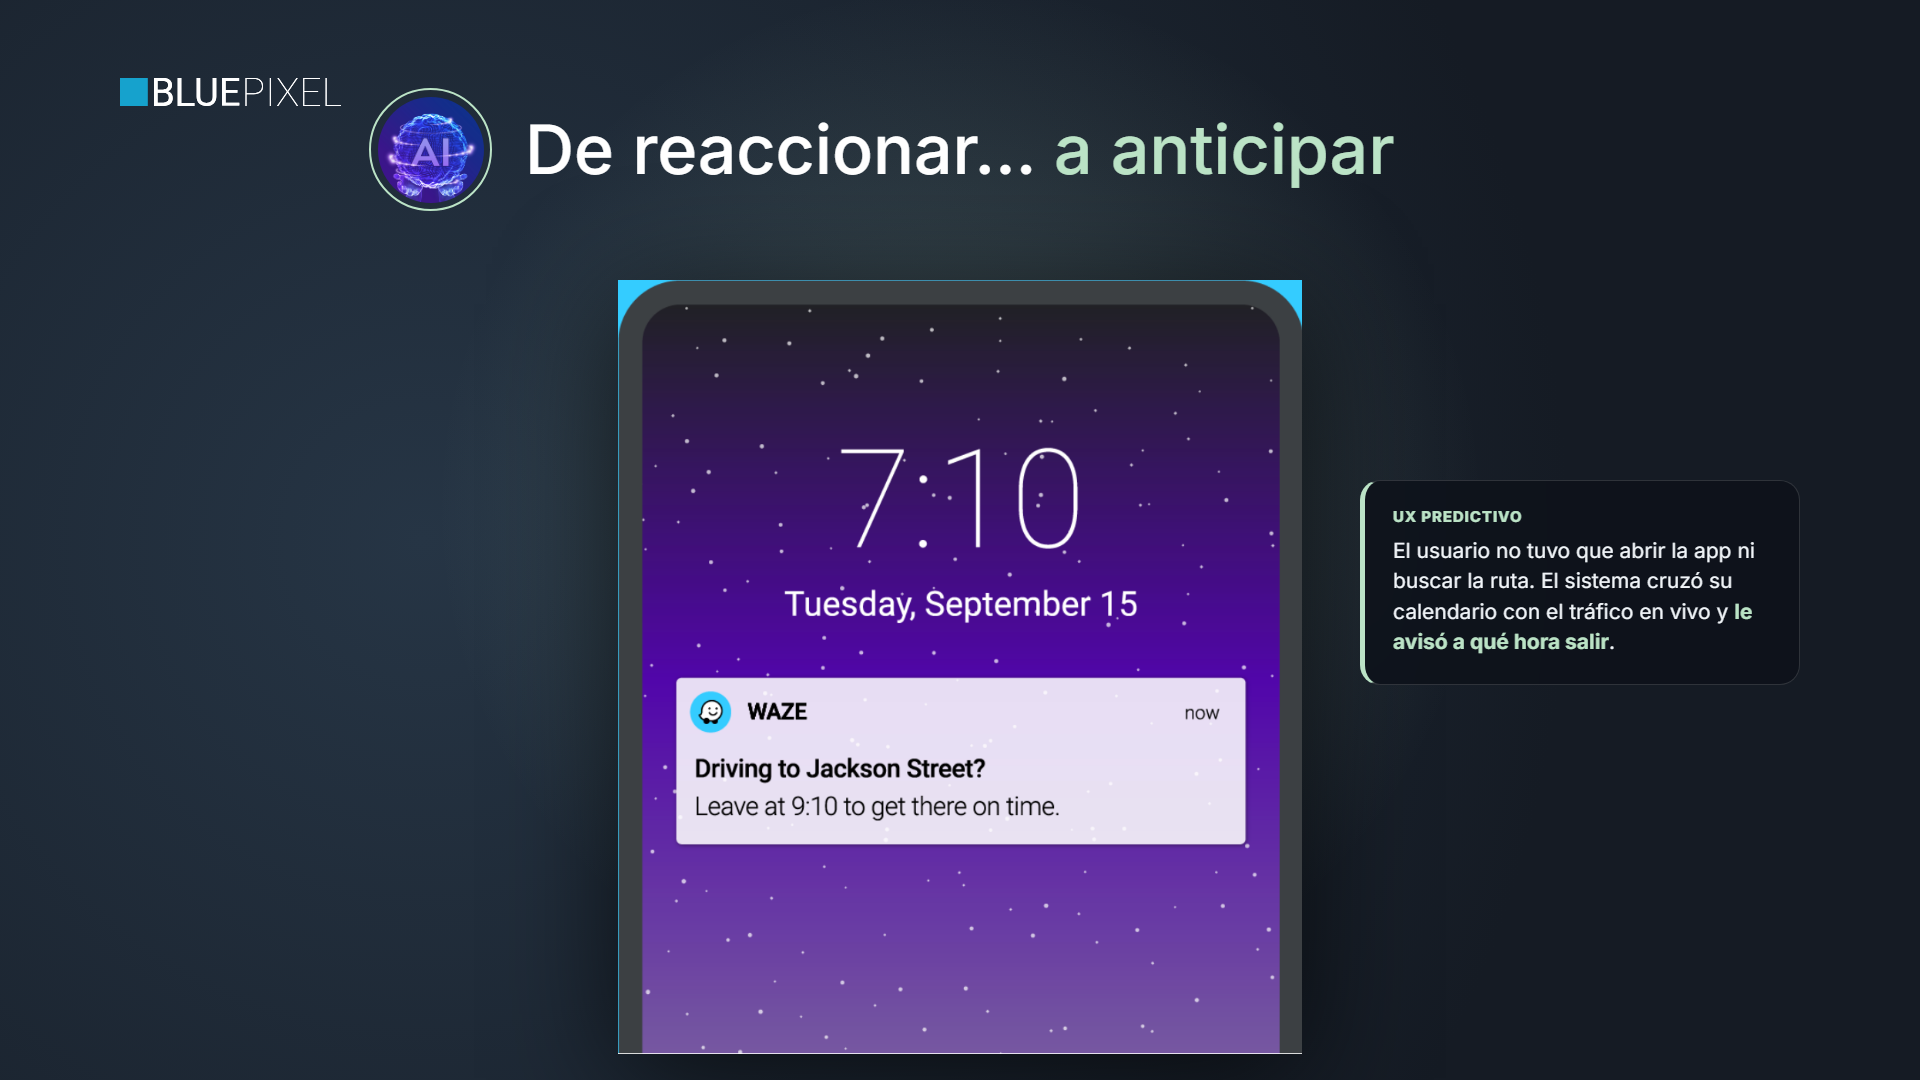 BLUEPIXEL
AI
De reaccionar... a anticipar
7:10
Tuesday, September 15
WAZE
now
Driving to Jackson Street?
Leave at 9:10 to get there on time.
UX PREDICTIVO
El usuario no tuvo que abrir la app ni
buscar la ruta. El sistema cruzó su
calendario con el tráfico en vivo y le
avisó a qué hora salir.